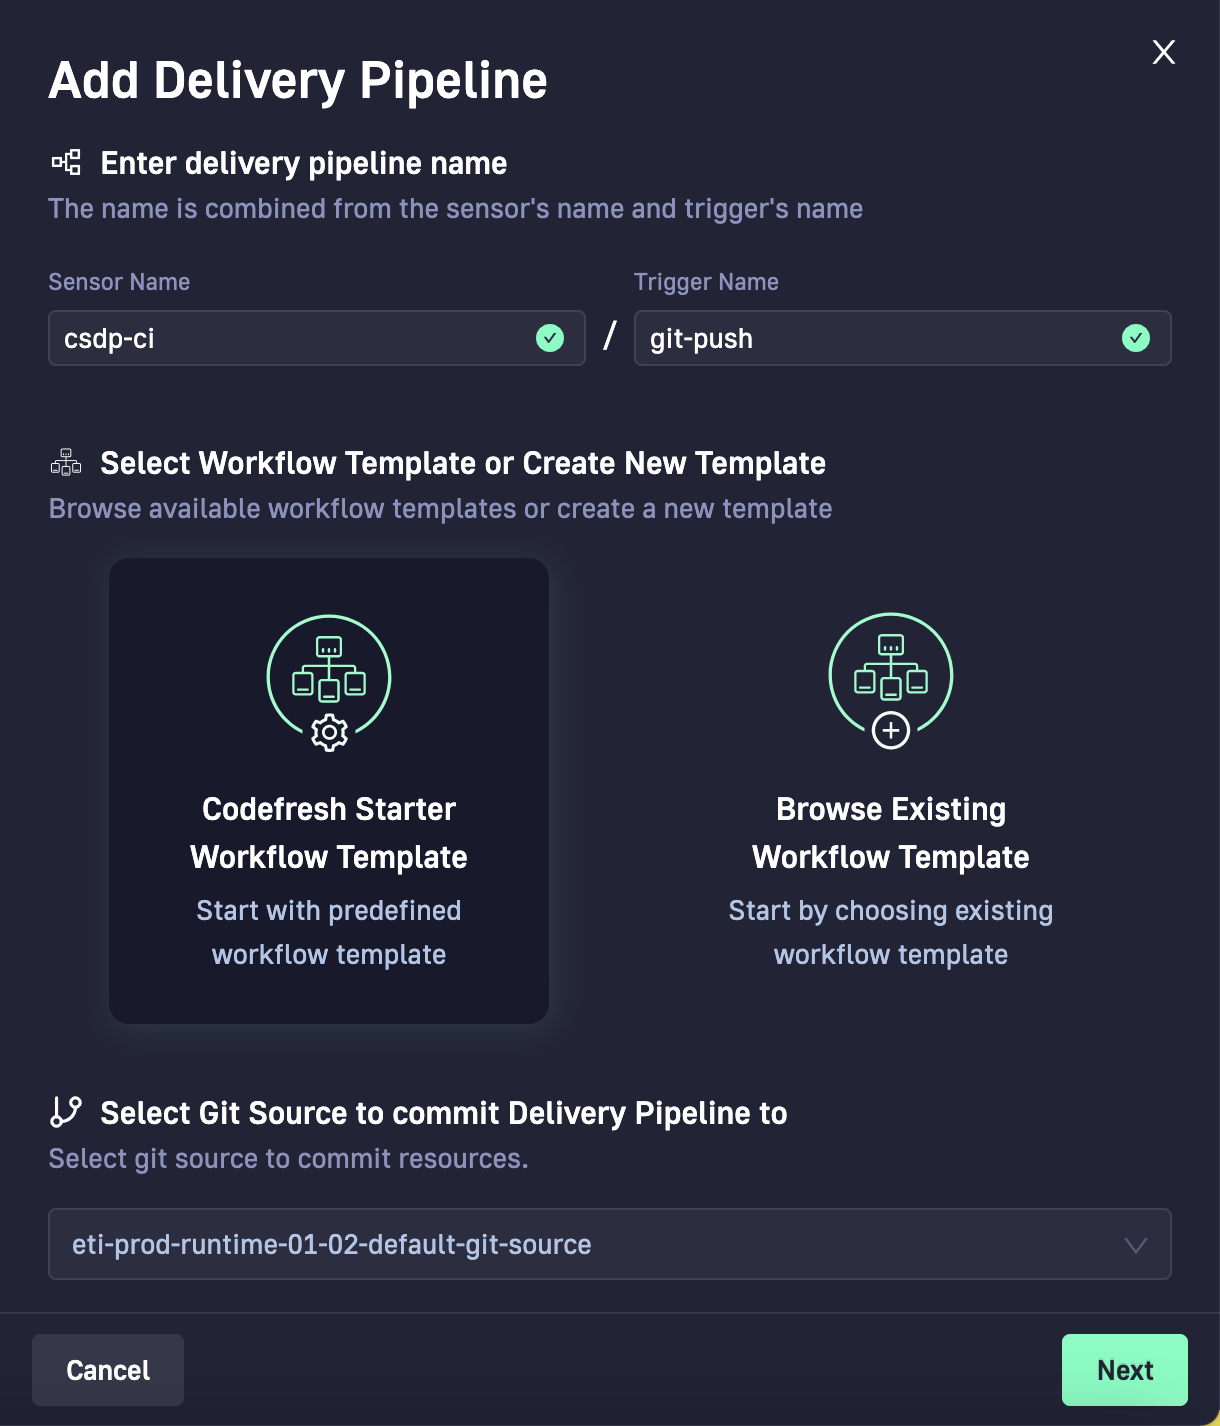 X
Add Delivery Pipeline
Enter delivery pipeline name
The name is combined from the sensor's name and trigger's name
Sensor Name
Trigger Name
csdp-ci
/
git-push
Select Workflow Template or Create New Template
Browse available workflow templates or create a new template
Codefresh Starter
Workflow Template
Start with predefined
workflow template
Browse Existing
Workflow Template
Start by choosing existing
workflow template
Select Git Source to commit Delivery Pipeline to
Select git source to commit resources.
eti-prod-runtime-01-02-default-git-source
Cancel
Next